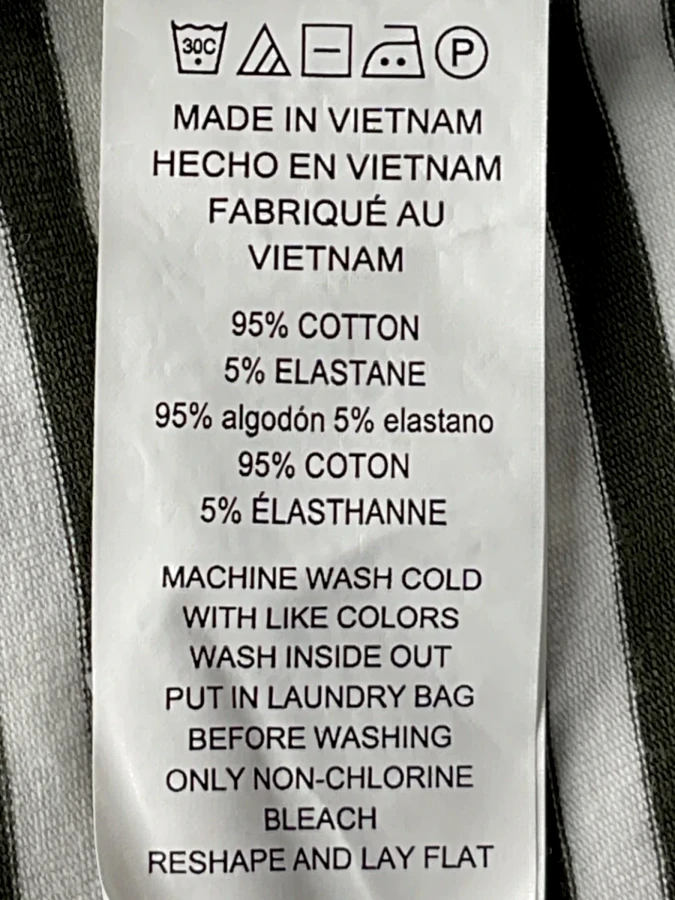 30C
P
MADE IN VIETNAM
HECHO EN VIETNAM
FABRIQUÉ AU
VIETNAM
95% COTTON
5% ELASTANE
95% algodón 5% elastano
95% COTON
5% ÉLASTHANNE
MACHINE WASH COLD
WITH LIKE COLORS
WASH INSIDE OUT
PUT IN LAUNDRY BAG
BEFORE WASHING
ONLY NON-CHLORINE
BLEACH
RESHAPE AND LAY FLAT